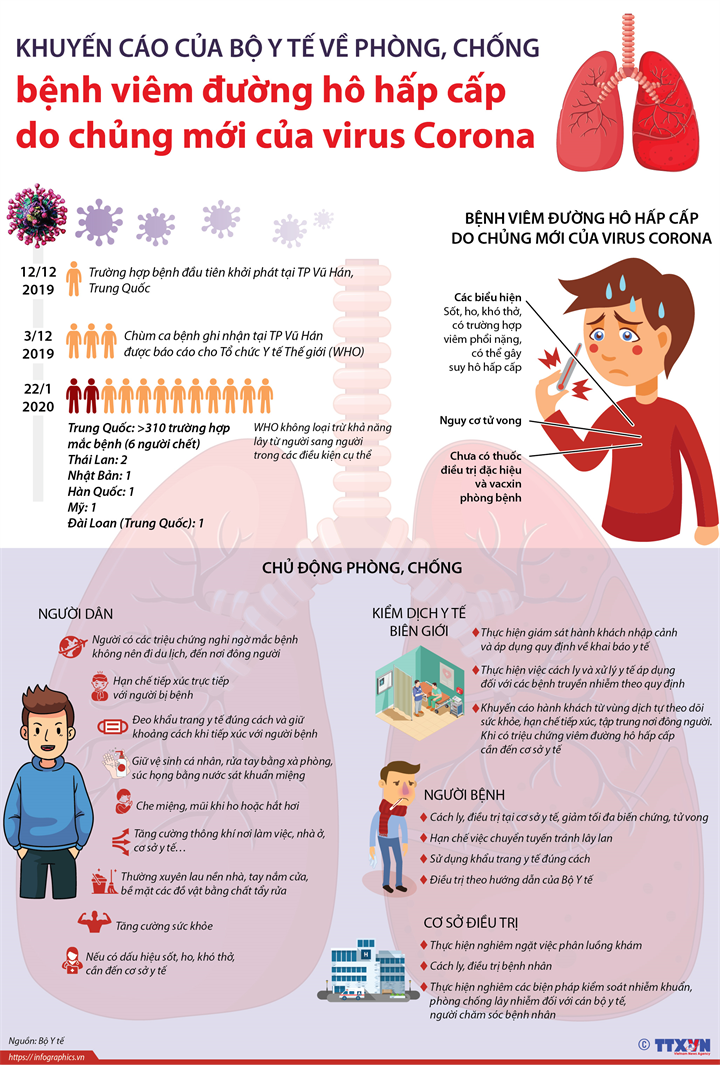 KHUYẾN CÁO CỦA BỘ Y TẾ VỀ PHÒNG, CHỐNG
bệnh viêm đường hô hấp cấp
do chủng mới của virus Corona
12/12
2019
Trường hợp bệnh đầu tiên khởi phát tại TP Vũ Hán,
Trung Quốc
3/12
2019
Chùm ca bệnh ghi nhận tại TP Vũ Hán
được báo cáo cho Tổ chức Y tế Thế giới (WHO)
22/1
2020
Trung Quốc: >310 trường hợp
mắc bệnh (6 người chết)
Thái Lan: 2
Nhật Bản: 1
Hàn Quốc: 1
Mỹ: 1
Đài Loan (Trung Quốc): 1
WHO không loại trừ khả năng
lây từ người sang người
trong các điều kiện cụ thể
BỆNH VIÊM ĐƯỜNG HÔ HẤP CẤP
DO CHỦNG MỚI CỦA VIRUS CORONA
Các biểu hiện
Sốt, ho, khó thở,
có trường hợp
viêm phổi nặng,
có thể gây
suy hô hấp cấp
Nguy cơ tử vong
Chưa có thuốc
điều trị đặc hiệu
và vacxin
phòng bệnh
CHỦ ĐỘNG PHÒNG, CHỐNG
NGƯỜI DÂN
Người có các triệu chứng nghi ngờ mắc bệnh
không nên đi du lịch, đến nơi đông người
Hạn chế tiếp xúc trực tiếp
với người bị bệnh
Đeo khẩu trang y tế đúng cách và giữ
khoảng cách khi tiếp xúc với người bệnh
Giữ vệ sinh cá nhân, rửa tay bằng xà phòng,
súc họng bằng nước sát khuẩn miệng
Che miệng, mũi khi ho hoặc hắt hơi
Tăng cường thông khí nơi làm việc, nhà ở,
cơ sở y tế...
Thường xuyên lau nền nhà, tay nắm cửa,
bề mặt các đồ vật bằng chất tẩy rửa
Tăng cường sức khỏe
Nếu có dấu hiệu sốt, ho, khó thở,
cần đến cơ sở y tế
KIỂM DỊCH Y TẾ
BIÊN GIỚI
Thực hiện giám sát hành khách nhập cảnh
và áp dụng quy định về khai báo y tế
Thực hiện việc cách ly và xử lý y tế áp dụng
đối với các bệnh truyền nhiễm theo quy định
Khuyến cáo hành khách từ vùng dịch tự theo dõi
sức khỏe, hạn chế tiếp xúc, tập trung nơi đông người.
Khi có triệu chứng viêm đường hô hấp cấp
cần đến cơ sở y tế
NGƯỜI BỆNH
Cách ly, điều trị tại cơ sở y tế, giảm tối đa biến chứng, tử vong
Hạn chế việc chuyển tuyến tránh lây lan
Sử dụng khẩu trang y tế đúng cách
Điều trị theo hướng dẫn của Bộ Y tế
CƠ SỞ ĐIỀU TRỊ
Thực hiện nghiêm ngặt việc phân luồng khám
Cách ly, điều trị bệnh nhân
Thực hiện nghiêm các biện pháp kiểm soát nhiễm khuẩn,
phòng chống lây nhiễm đối với cán bộ y tế,
người chăm sóc bệnh nhân
H
Nguồn: Bộ Y tế
https://infographics.vn
© TTXVN
Vietnam News Agency